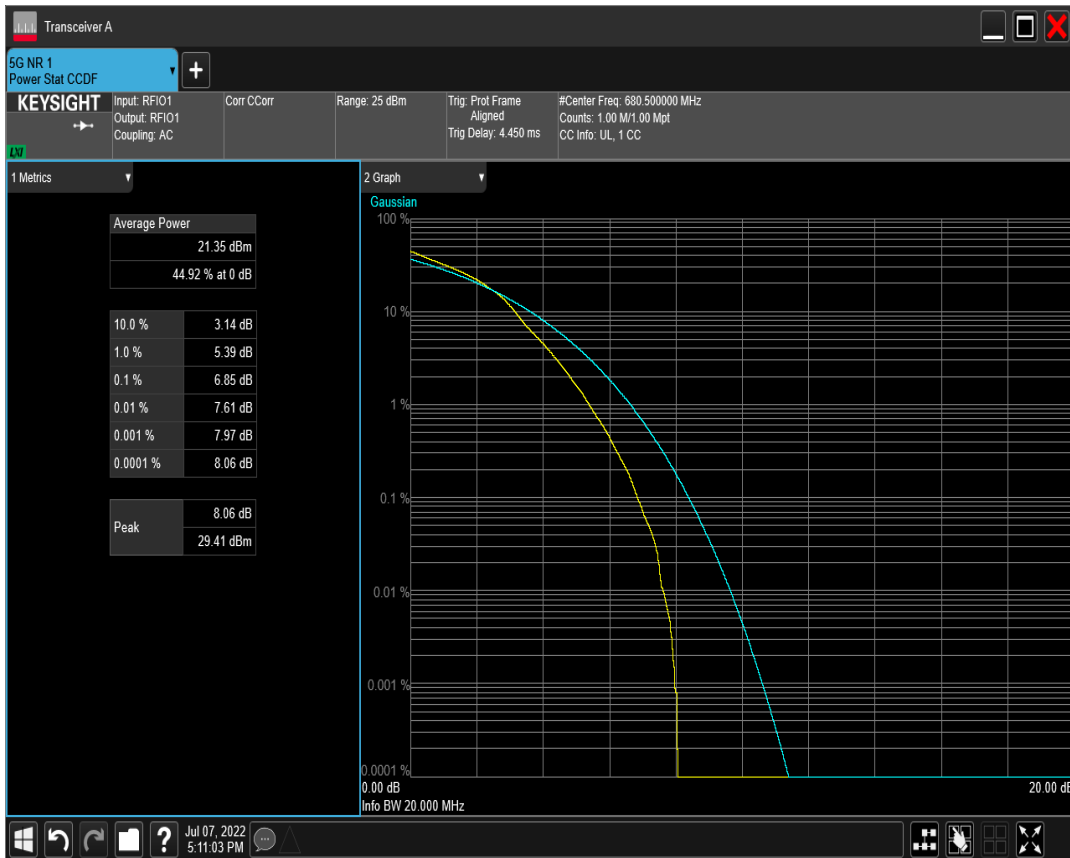 Transceiver A
5G NR 1
Power Stat CCDF
+
KEYSIGHT
LXI
Input: RFIO1
Output: RFIO1
Coupling: AC
Corr CCorr
Range: 25 dBm
Trig: Prot Frame
Aligned
Trig Delay: 4.450 ms
#Center Freq: 680.500000 MHz
Counts: 1.00 M/1.00 Mpt
CC Info: UL, 1 CC
1 Metrics
Average Power
21.35 dBm
44.92 % at 0 dB
10.0 % 3.14 dB
1.0 % 5.39 dB
0.1 % 6.85 dB
0.01 % 7.61 dB
0.001 % 7.97 dB
0.0001 % 8.06 dB
Peak
8.06 dB
29.41 dBm
2 Graph
Gaussian
100 %
10 %
1 %
0.1 %
0.01 %
0.001 %
0.0001 %
0.00 dB 20.00 dB
Info BW 20.000 MHz
?
Jul 07, 2022
5:11:03 PM